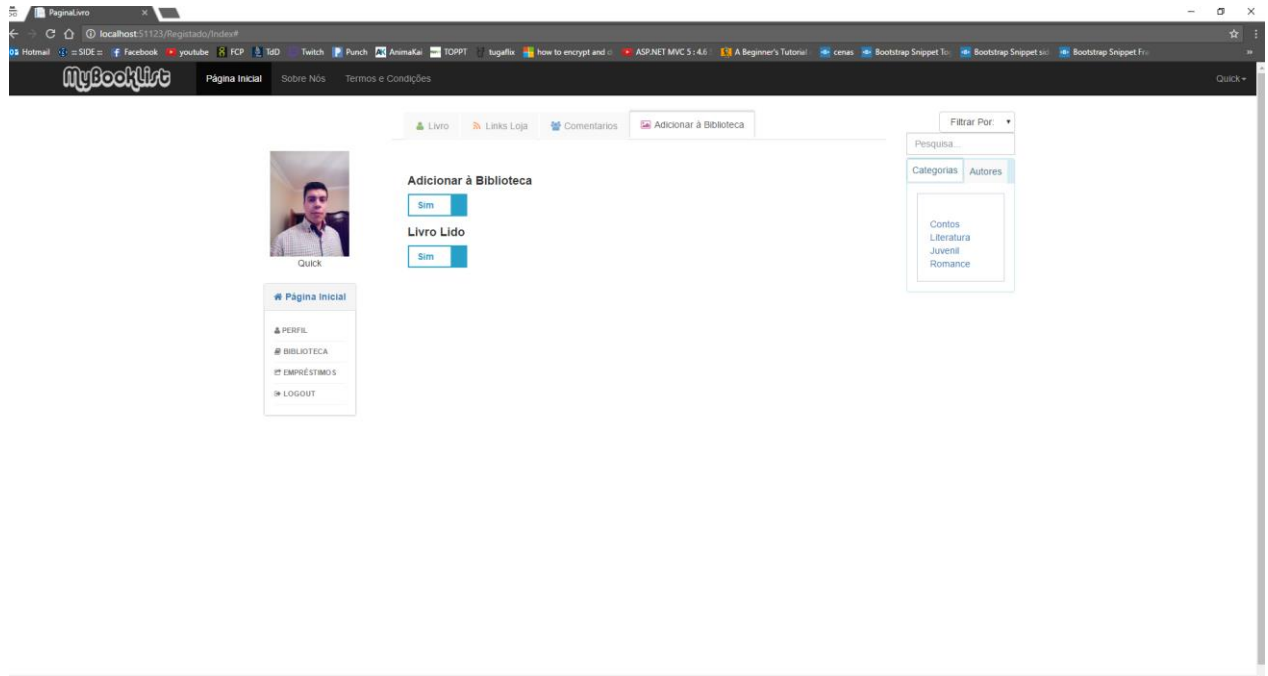 PaginaLivro
localhost:51123/Registado/Index#
Hotmail :: SIDE :: Facebook youtube FCP TdD Twitch Punch AnimaKai TOPPT tugaflix how to encrypt and ASP.NET MVC 5 : 4.6 A Beginner's Tutorial cenas Bootstrap Snippet Bootstrap Snippet Bootstrap Snippet »
MyBooklist Página Inicial Sobre Nós Termos e Condições Quick
Livro Links Loja Comentarios Adicionar à Biblioteca
Filtrar Por:
Pesquisa...
Categorias Autores
Contos
Literatura
Juvenil
Romance
Adicionar à Biblioteca
Sim
Livro Lido
Sim
Quick
Página Inicial
PERFIL
BIBLIOTECA
EMPRÉSTIMOS
LOGOUT